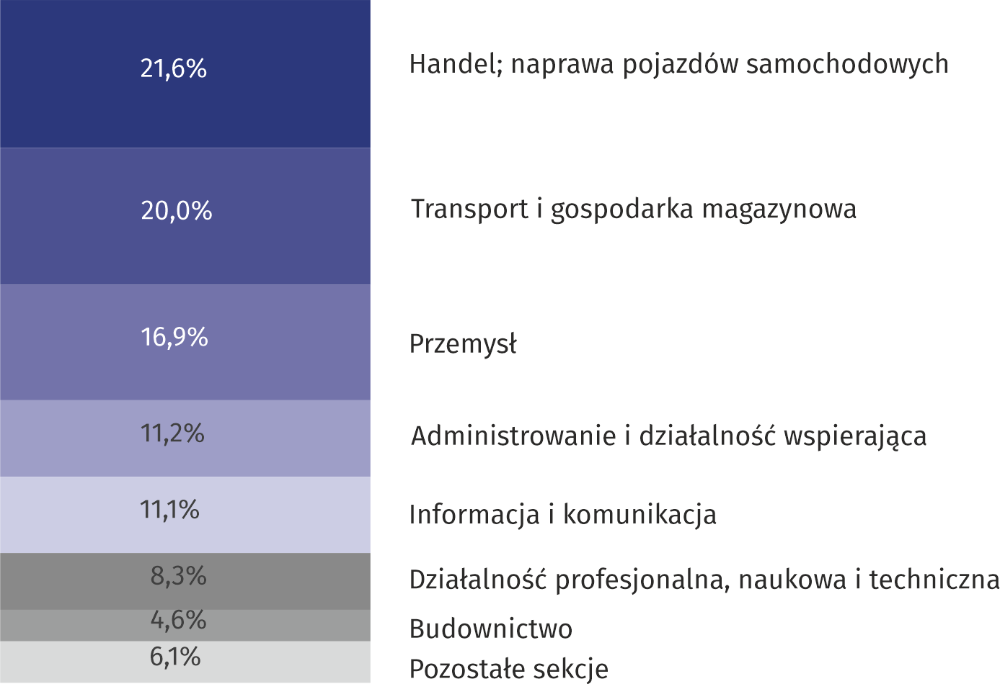 21,6% Handel; naprawa pojazdów samochodowych
20,0% Transport i gospodarka magazynowa
16,9% Przemysł
11,2% Administrowanie i działalność wspierająca
11,1% Informacja i komunikacja
8,3% Działalność profesjonalna, naukowa i techniczna
4,6% Budownictwo
6,1% Pozostałe sekcje